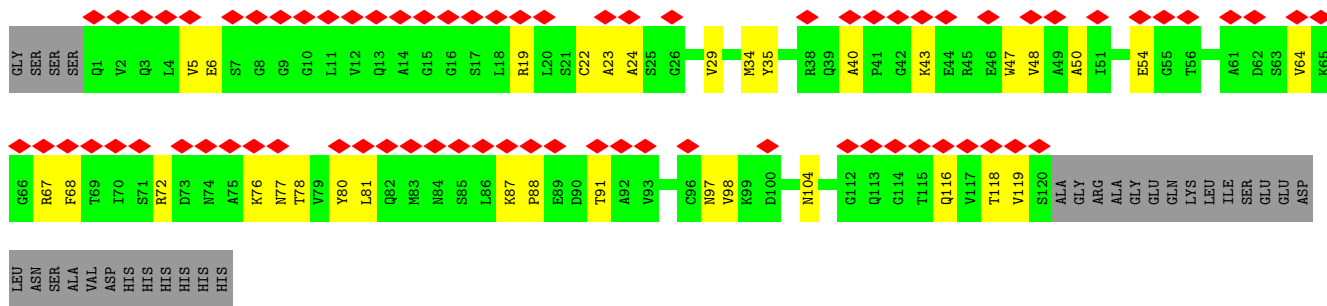 GLY SER SER SER Q1 V2 Q3 L4 V5 E6 S7 G8 G9 G10 L11 V12 Q13 A14 G15 G16 S17 L18 R19 L20 S21 C22 A23 A24 S25 G26 V29 M34 Y35 R38 Q39 A40 P41 G42 K43 E44 R45 E46 W47 V48 A49 A50 I51 E54 G55 T56 A61 D62 S63 V64 K65
G66 R67 F68 T69 I70 S71 R72 D73 N74 A75 K76 N77 T78 V79 Y80 L81 Q82 M83 N84 S85 L86 K87 P88 E89 D90 T91 A92 V93 C96 N97 V98 K99 D100 N104 G112 Q113 G114 T115 Q116 V117 T118 V119 S120 ALA GLY ARG ALA GLY GLU GLN LYS LEU ILE SER GLU GLU ASP
LEU ASN SER ALA VAL ASP HIS HIS HIS HIS HIS HIS